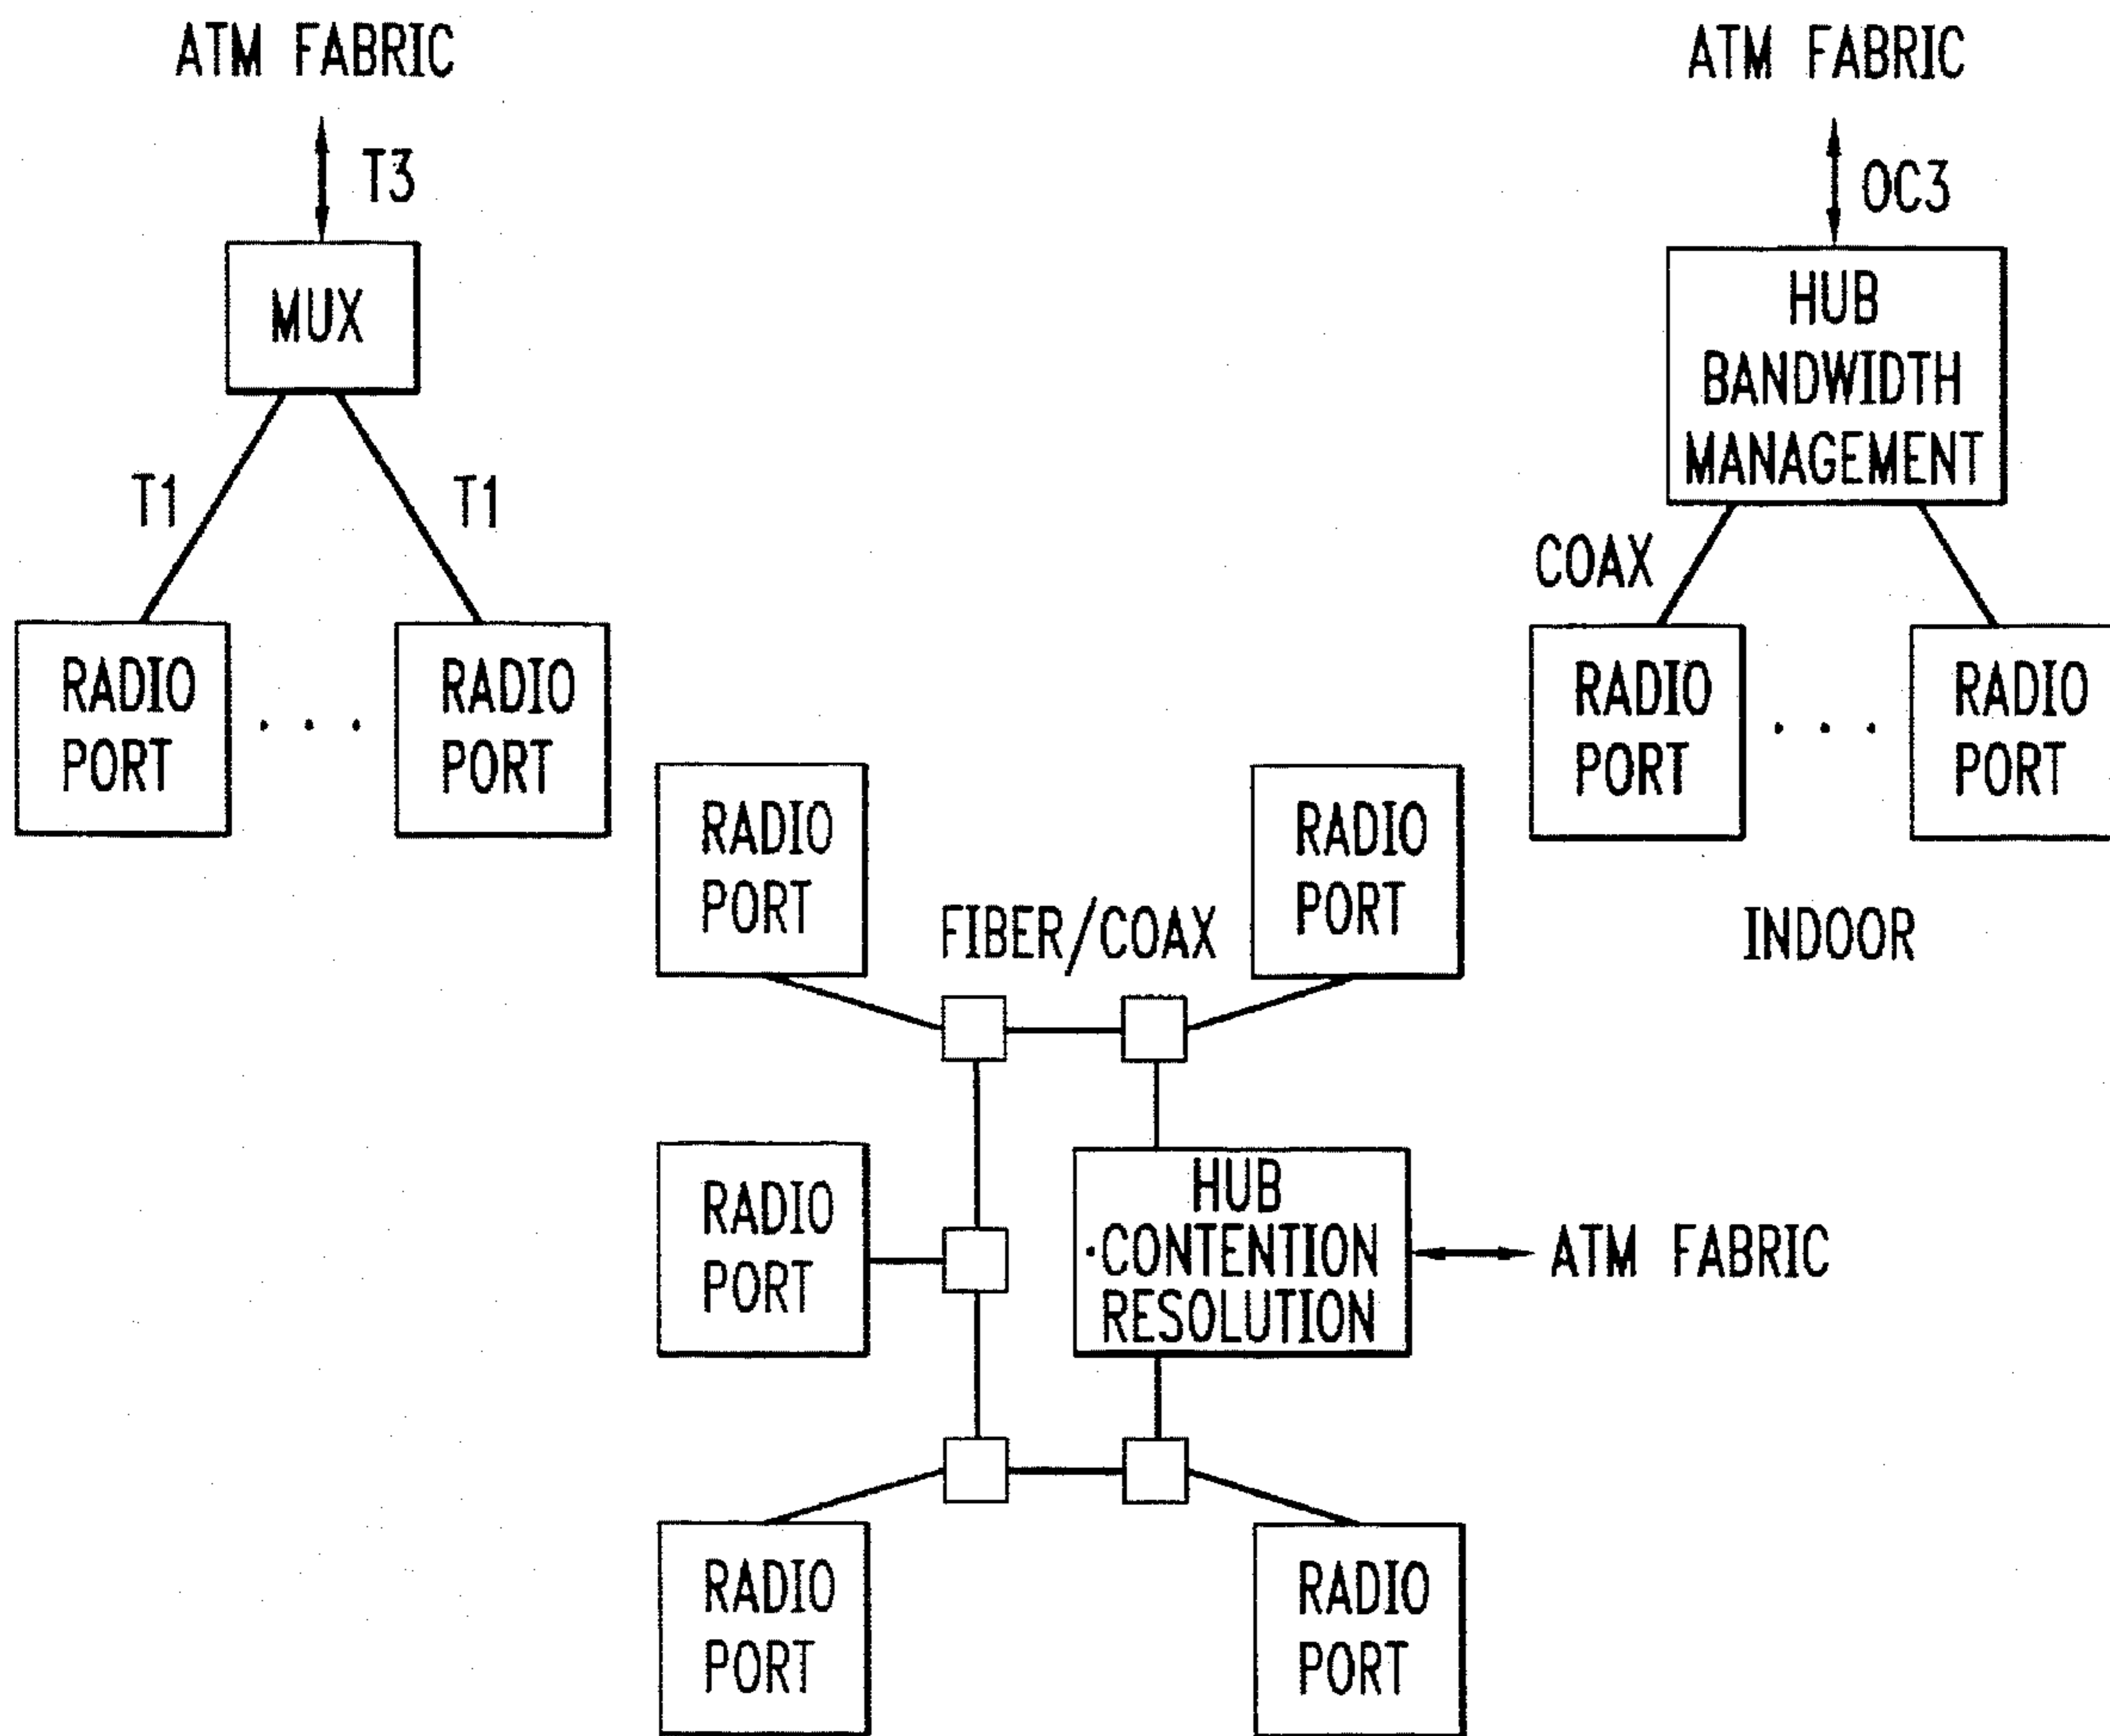 ATM FABRIC
T3
MUX
T1
T1
RADIO
PORT
. . .
RADIO
PORT
ATM FABRIC
OC3
HUB
BANDWIDTH
MANAGEMENT
COAX
RADIO
PORT
. . .
RADIO
PORT
INDOOR
RADIO
PORT
FIBER/COAX
RADIO
PORT
RADIO
PORT
HUB
·CONTENTION
RESOLUTION
ATM FABRIC
RADIO
PORT
RADIO
PORT